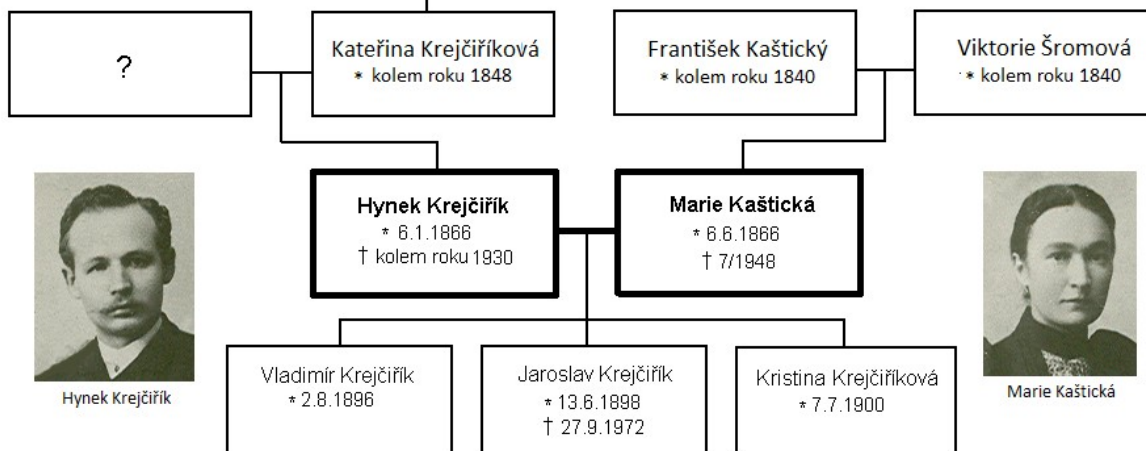 ?
Kateřina Krejčiříková
* kolem roku 1848
František Kaštický
* kolem roku 1840
Viktorie Šromová
* kolem roku 1840
Hynek Krejčiřík
* 6.1.1866
† kolem roku 1930
Marie Kaštická
* 6.6.1866
† 7/1948
Hynek Krejčiřík
Marie Kaštická
Vladimír Krejčiřík
* 2.8.1896
Jaroslav Krejčiřík
* 13.6.1898
† 27.9.1972
Kristina Krejčiříková
* 7.7.1900